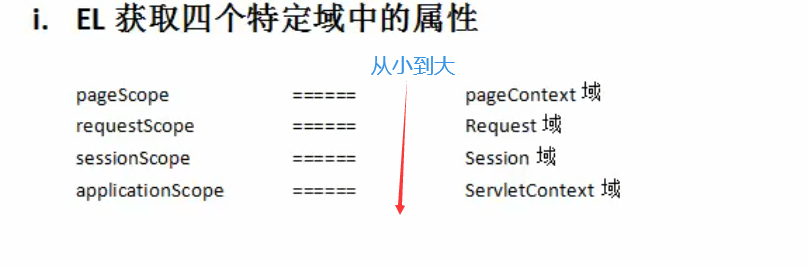 i. EL 获取四个特定域中的属性
从小到大
pageScope ====== pageContext 域
requestScope ====== Request 域
sessionScope ====== Session 域
applicationScope ====== ServletContext 域